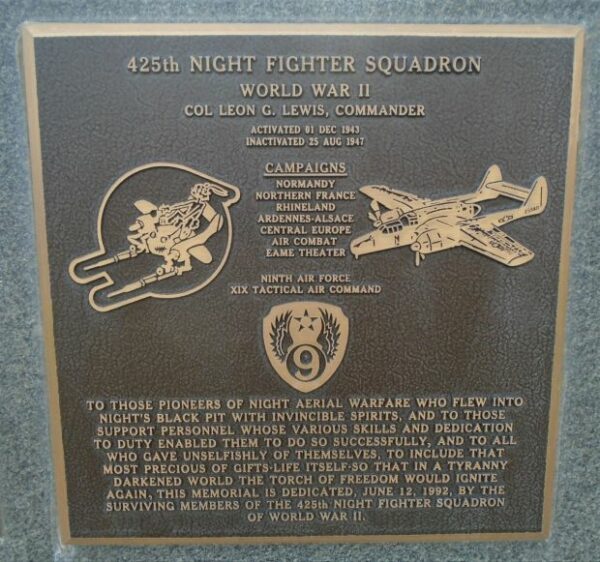 425th NIGHT FIGHTER SQUADRON
WORLD WAR II
COL LEON G. LEWIS, COMMANDER
ACTIVATED 01 DEC 1943
INACTIVATED 25 AUG 1947
CAMPAIGNS
NORMANDY
NORTHERN FRANCE
RHINELAND
ARDENNES-ALSACE
CENTRAL EUROPE
AIR COMBAT
EAME THEATER
NINTH AIR FORCE
XIX TACTICAL AIR COMMAND
9
TO THOSE PIONEERS OF NIGHT AERIAL WARFARE WHO FLEW INTO
NIGHT'S BLACK PIT WITH INVINCIBLE SPIRITS, AND TO THOSE
SUPPORT PERSONNEL WHOSE VARIOUS SKILLS AND DEDICATION
TO DUTY ENABLED THEM TO DO SO SUCCESSFULLY, AND TO ALL
WHO GAVE UNSELFISHLY OF THEMSELVES, TO INCLUDE THAT
MOST PRECIOUS OF GIFTS-LIFE ITSELF-SO THAT IN A TYRANNY
DARKENED WORLD THE TORCH OF FREEDOM WOULD IGNITE
AGAIN, THIS MEMORIAL IS DEDICATED, JUNE 12, 1992, BY THE
SURVIVING MEMBERS OF THE 425th NIGHT FIGHTER SQUADRON
OF WORLD WAR II.